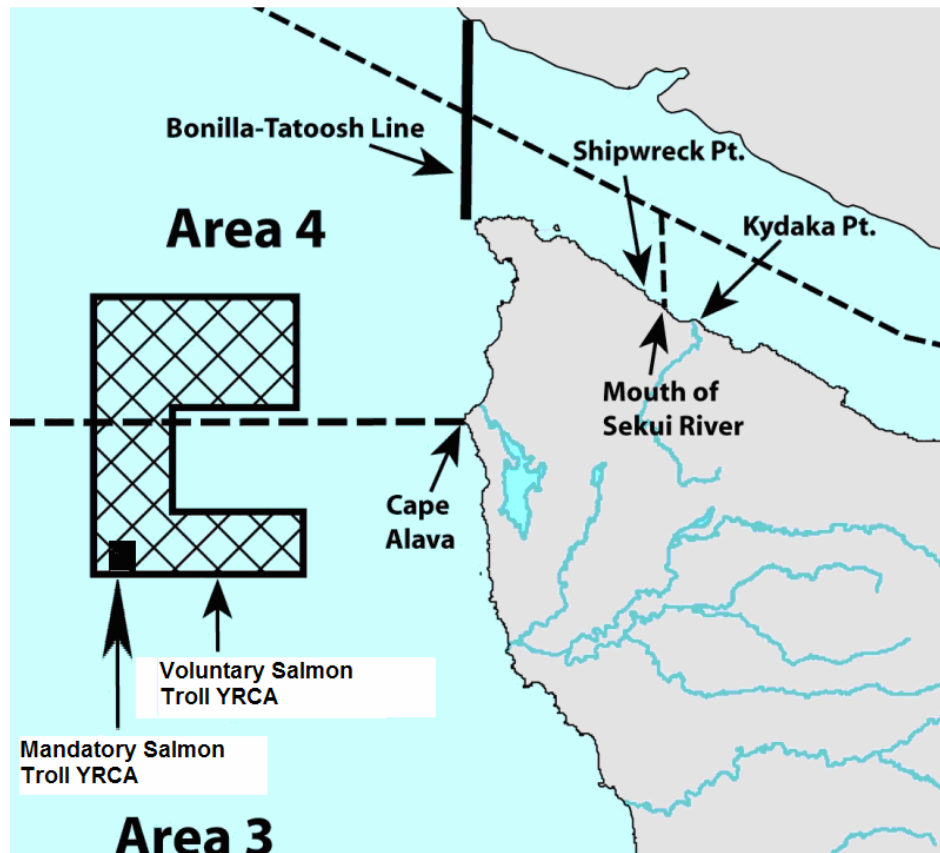 Bonilla-Tatoosh Line
Shipwreck Pt.
Area 4
Kydaka Pt.
Mouth of
Sekui River
Cape
Alava
Voluntary Salmon
Troll YRCA
Mandatory Salmon
Troll YRCA
Area 3